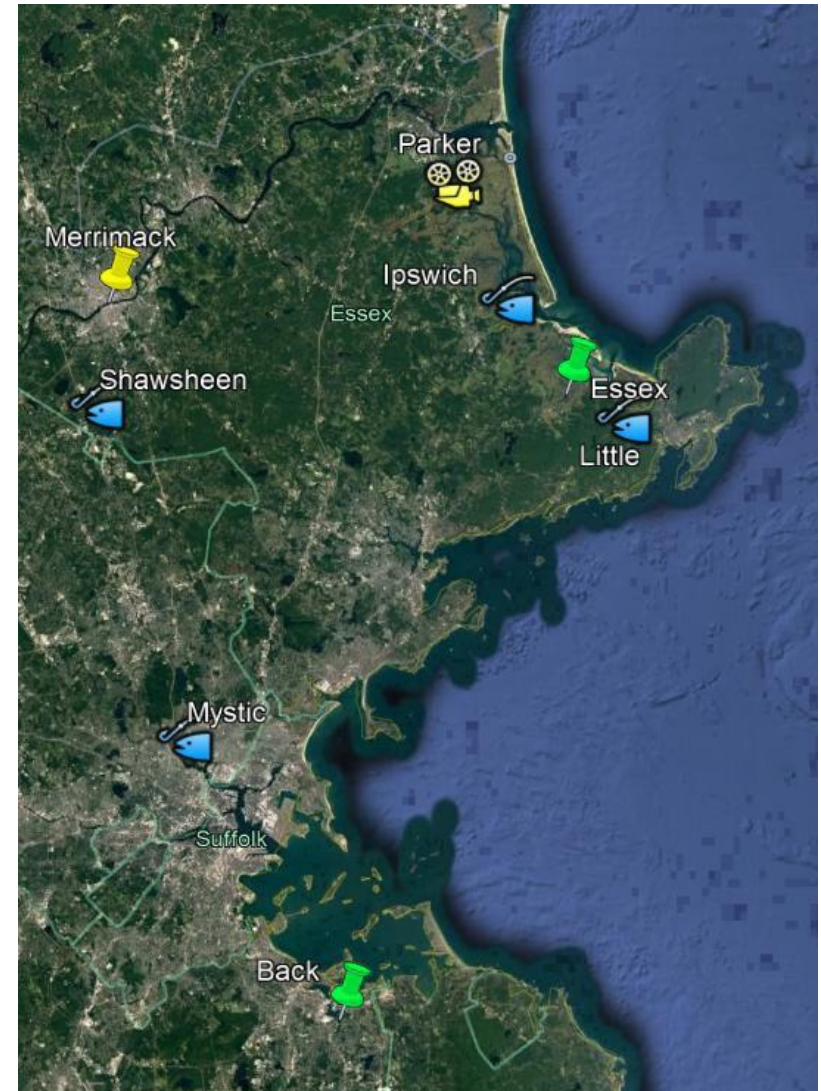 Parker
Merrimack
Ipswich
Essex
Shawsheen
Essex
Little
Mystic
Suffolk
Back